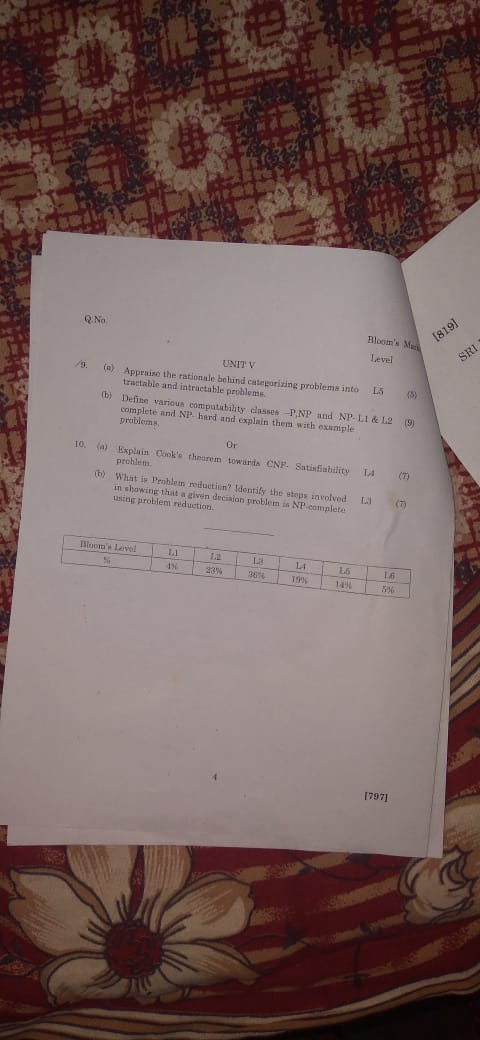 Q.No.
Bloom's
Level
[819]
SRI
UNIT V
9. (a) Appraise the rationale behind categorizing problems into L5 (5)
tractable and intractable problems.
(b) Define various computability classes –P,NP and NP- L1 & L2 (9)
complete and NP- hard and explain them with example
problems.
Or
10. (a) Explain Cook's theorem towards CNF- Satisfiability L4 (7)
problem.
(b) What is Problem reduction? Identify the steps involved L3 (7)
in showing that a given decision problem is NP-complete
using problem reduction.
Bloom's Level L1 L2 L3 L4 L5 L6
% 4% 23% 36% 19% 14% 5%
4
[797]